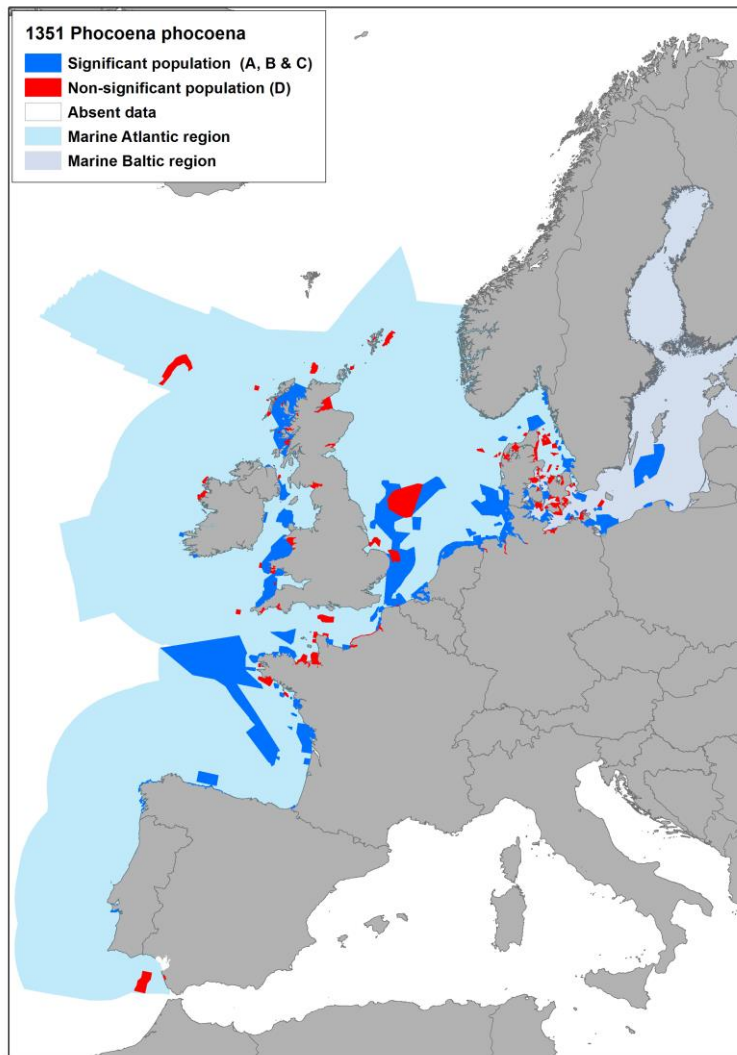 1351 Phocoena phocoena
Significant population (A, B & C)
Non-significant population (D)
Absent data
Marine Atlantic region
Marine Baltic region